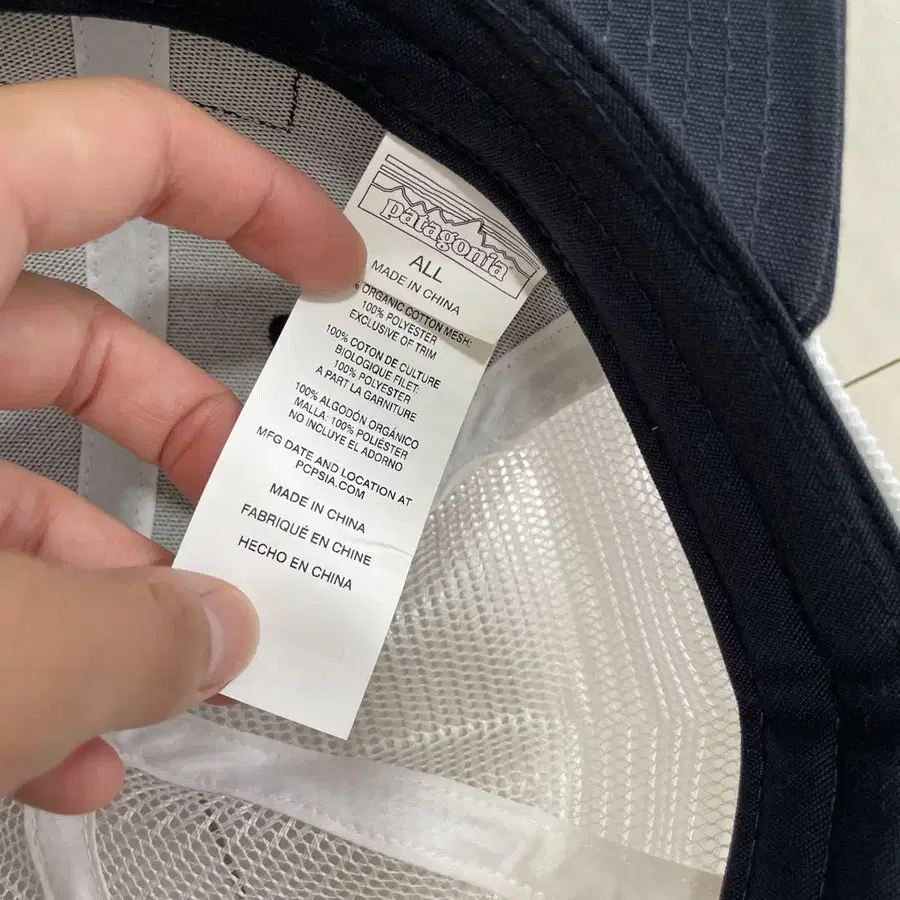 patagonia®
ALL
MADE IN CHINA
% ORGANIC COTTON MESH:
100% POLYESTER
EXCLUSIVE OF TRIM
100% COTON DE CULTURE
BIOLOGIQUE FILET:
100% POLYESTER
A PART LA GARNITURE
100% ALGODÓN ORGÁNICO
MALLA: 100% POLIÉSTER
NO INCLUYE EL ADORNO
MFG DATE AND LOCATION AT
PCPSIA.COM
MADE IN CHINA
FABRIQUÉ EN CHINE
HECHO EN CHINA